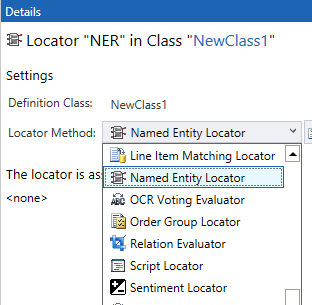 Details
Locator "NER" in Class "NewClass1"
Settings
Definition Class: NewClass1
Locator Method: Named Entity Locator
Line Item Matching Locator
Named Entity Locator
The locator is as
OCR Voting Evaluator
<none>
Order Group Locator
Relation Evaluator
Script Locator
Sentiment Locator